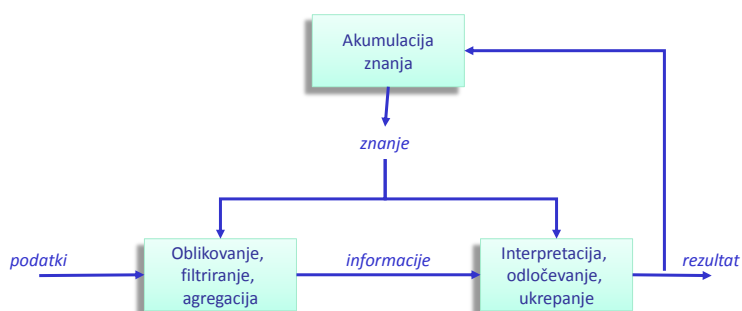 Akumulacija
znanja
znanje
podatki
Oblikovanje,
filtriranje,
agregacija
informacije
Interpretacija,
odločevanje,
ukrepanje
rezultat